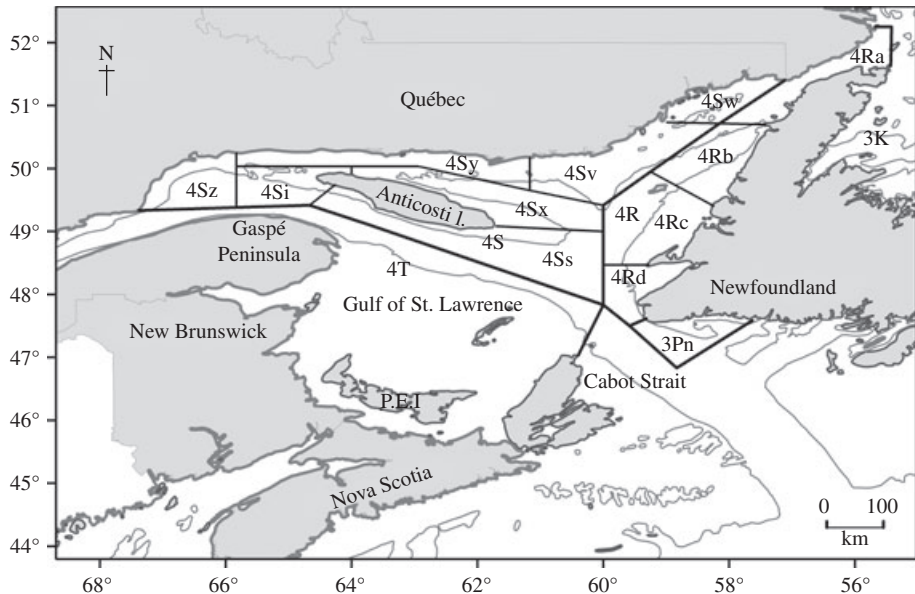 52°
51°
50°
49°
48°
47°
46°
45°
44°
N
4Ra
Québec
4Sw
3K
4Sy
4Sv
4Rb
4Sz
4Si
Anticosti I.
4Sx
4R
4Rc
Gaspé
Peninsula
4S
4Ss
4T
4Rd
Gulf of St. Lawrence
Newfoundland
New Brunswick
3Pn
Cabot Strait
P.E.I
Nova Scotia
0 100
km
68° 66° 64° 62° 60° 58° 56°